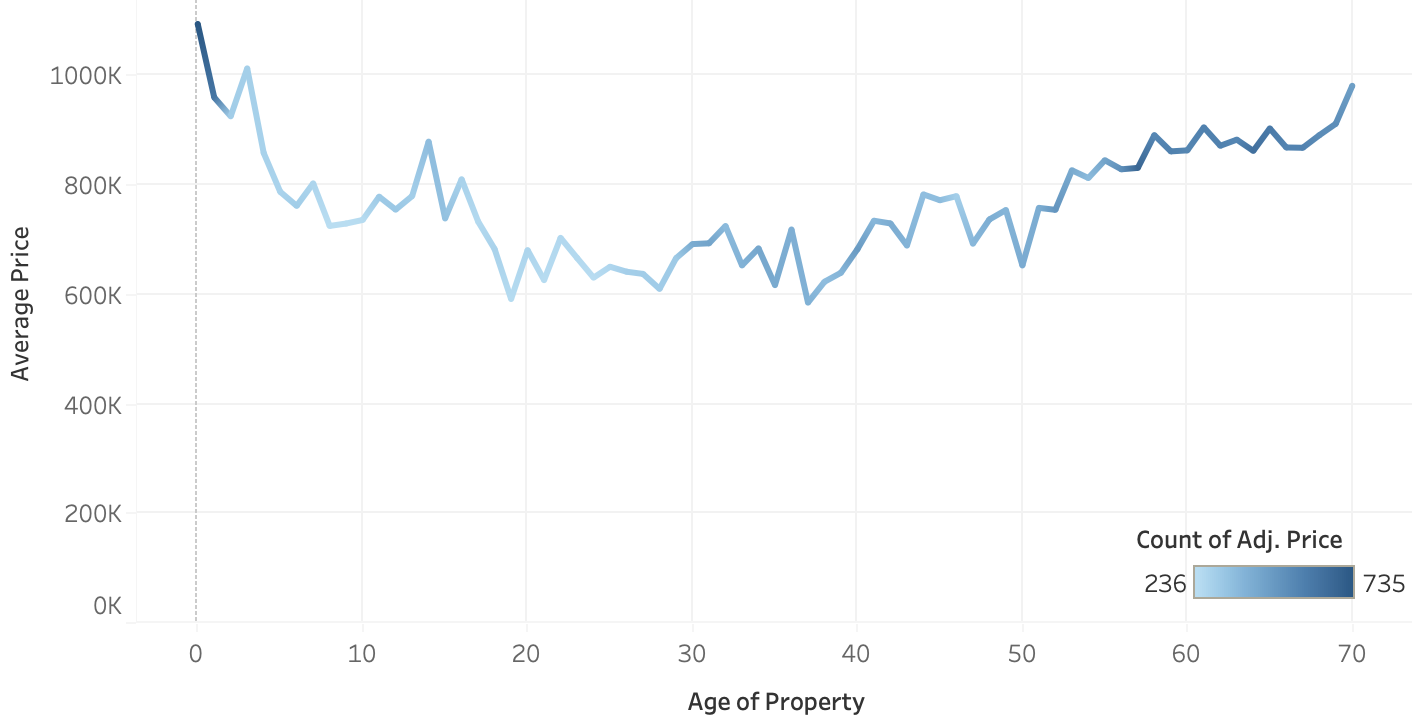 1000K
800K
600K
400K
200K
0K
Average Price
Count of Adj. Price
236 735
0 10 20 30 40 50 60 70
Age of Property